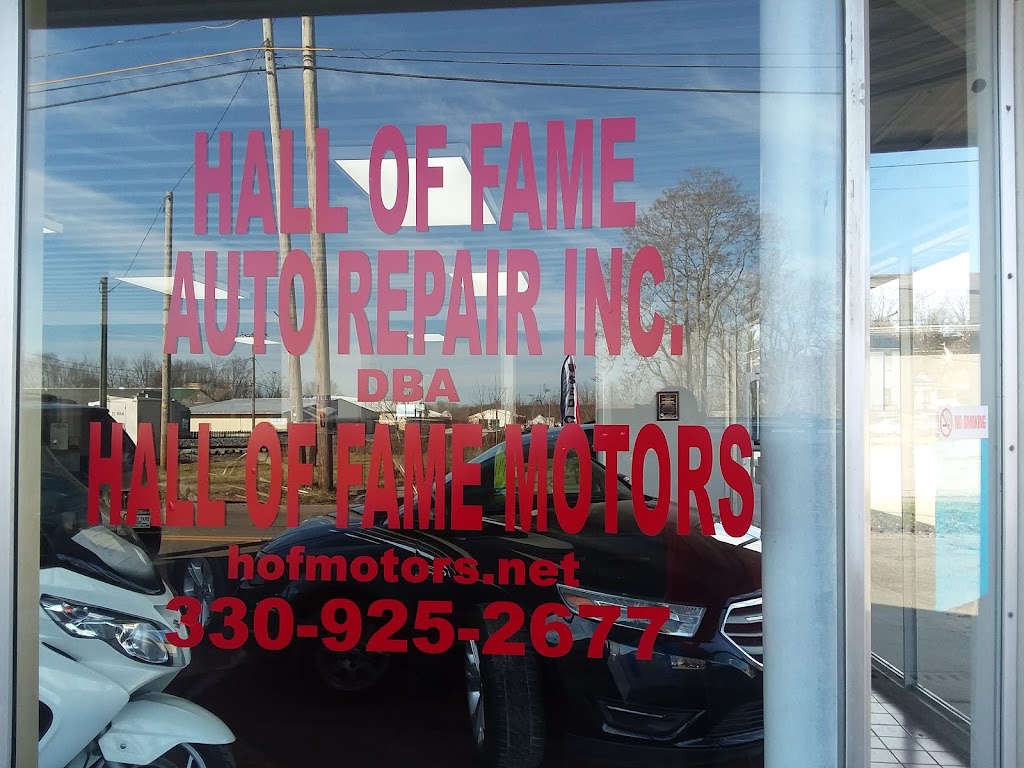 HALL OF FAME
AUTO REPAIR INC.
DBA
HALL OF FAME MOTORS
hofmotors.net
330-925-2677
NO SMOKING